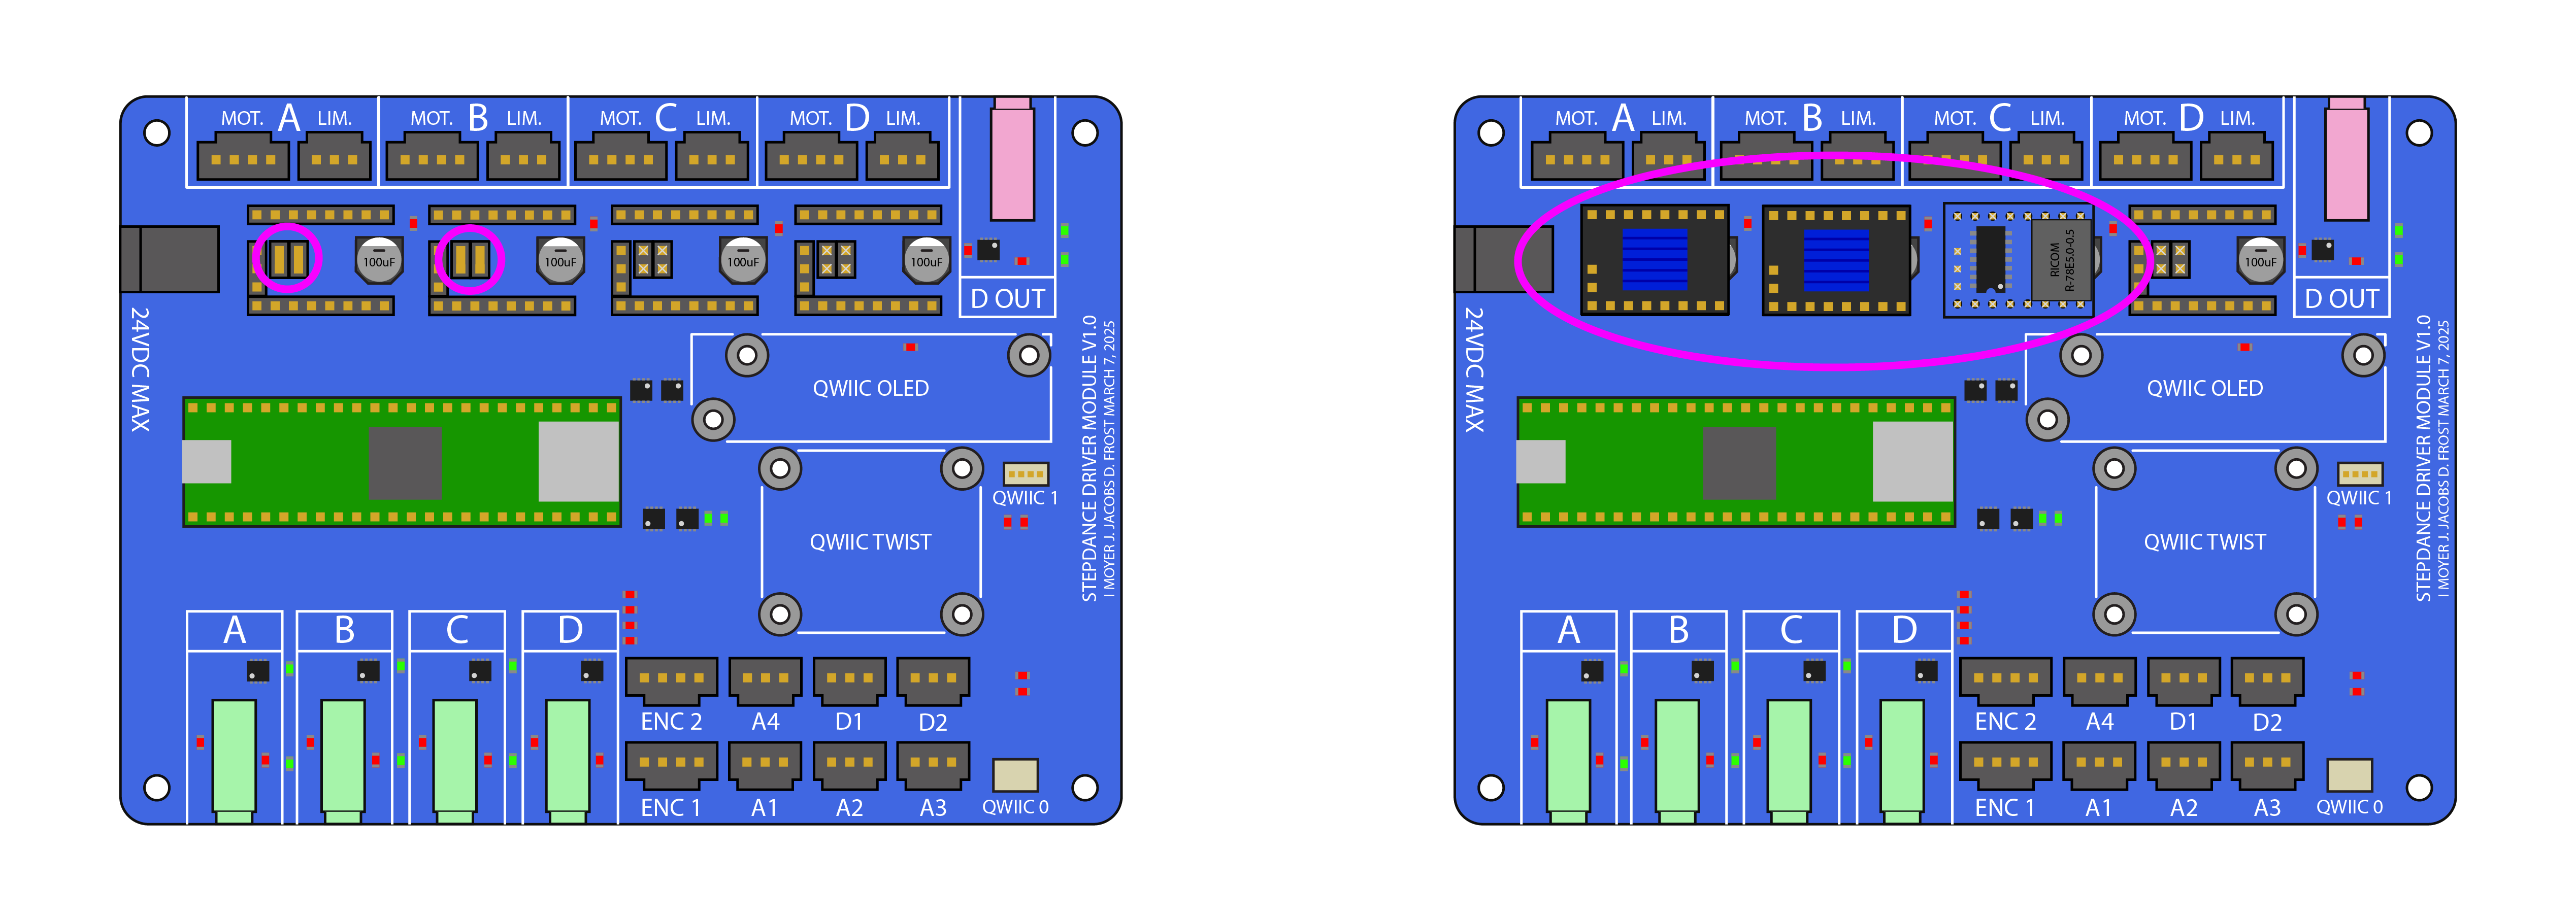 MOT. A LIM.
MOT. B LIM.
MOT. C LIM.
MOT. D LIM.
100uF
100uF
100uF
100uF
D OUT
24VDC MAX
QWIIC OLED
STEPDANCE DRIVER MODULE V1.0
I MOYER J. JACOBS D. FROST MARCH 7, 2025
QWIIC 1
QWIIC TWIST
A
B
C
D
ENC 2
A4
D1
D2
ENC 1
A1
A2
A3
QWIIC 0
MOT. A LIM.
MOT. B LIM.
MOT. C LIM.
MOT. D LIM.
RICOM
R-78E5.0-0.5
100uF
D OUT
24VDC MAX
QWIIC OLED
STEPDANCE DRIVER MODULE V1.0
I MOYER J. JACOBS D. FROST MARCH 7, 2025
QWIIC 1
QWIIC TWIST
A
B
C
D
ENC 2
A4
D1
D2
ENC 1
A1
A2
A3
QWIIC 0